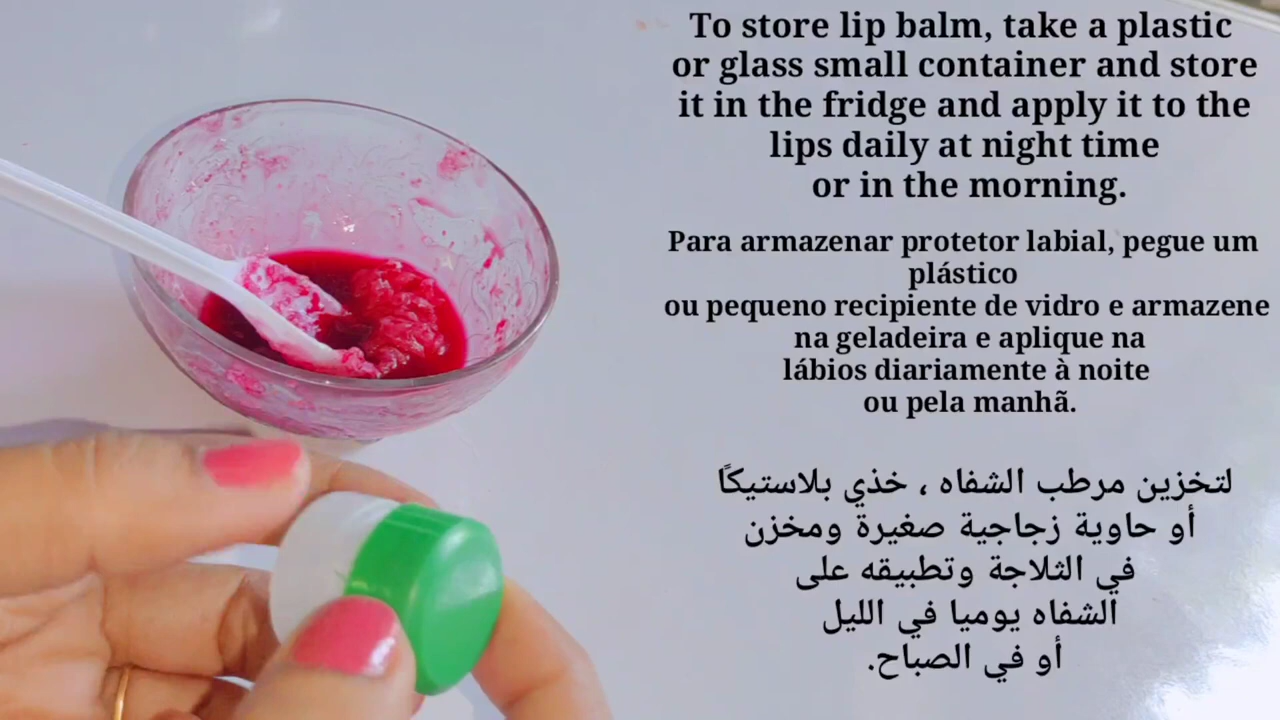 To store lip balm, take a plastic
or glass small container and store
it in the fridge and apply it to the
lips daily at night time
or in the morning.
Para armazenar protetor labial, pegue um
plástico
ou pequeno recipiente de vidro e armazene
na geladeira e aplique na
lábios diariamente à noite
ou pela manhã.
لتخزين مرطب الشفاه ، خذي بلاستيكًا
أو حاوية زجاجية صغيرة ومخزن
في الثلاجة وتطبيقه على
الشفاه يوميا في الليل
أو في الصباح.